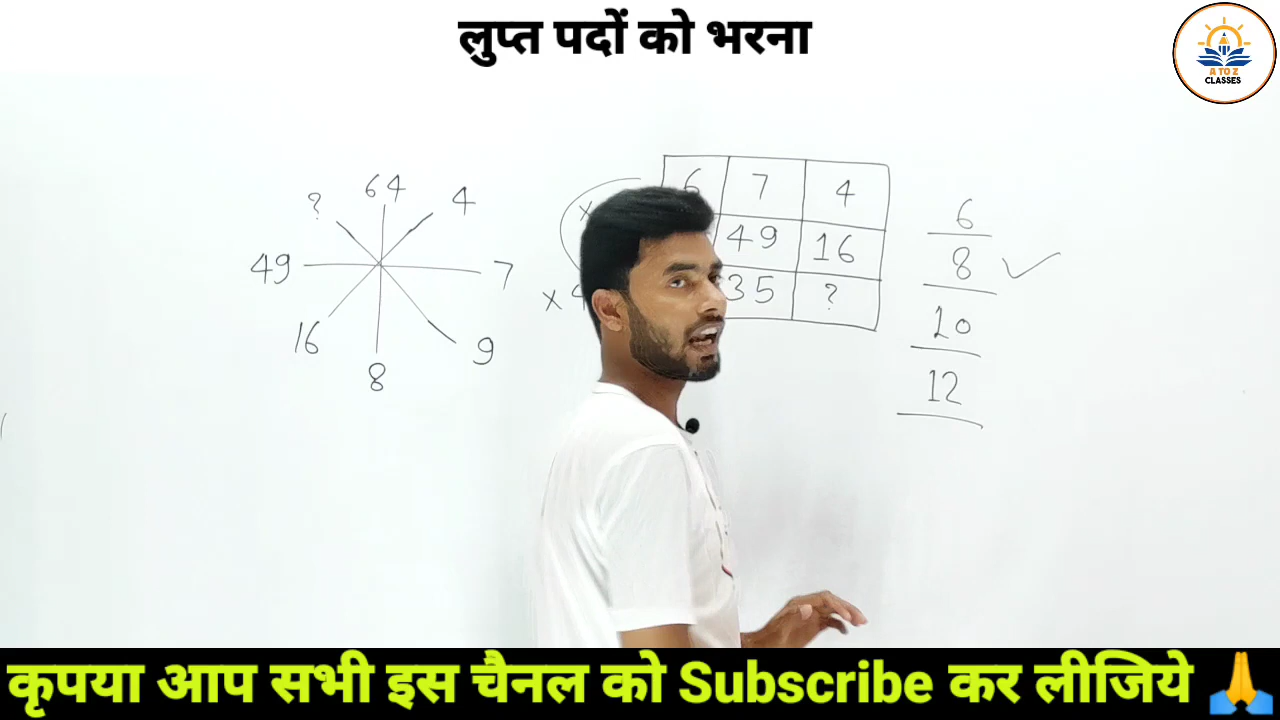 लुप्त पदों को भरना
A TO Z
CLASSES
? 64 4
49 7
16 8 9
6 7 4
49 16
35 ?
×
×
6
8
10
12
कृपया आप सभी इस चैनल को Subscribe कर लीजिये 🙏